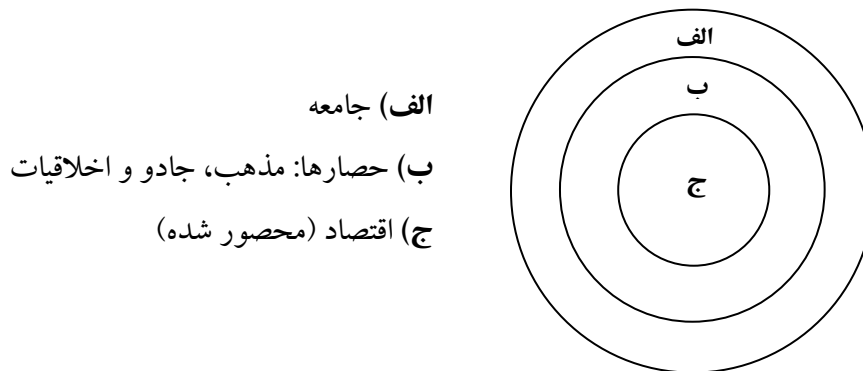 الف
ب
ج
الف) جامعه
ب) حصارها: مذهب، جادو و اخلاقیات
ج) اقتصاد (محصور شده)